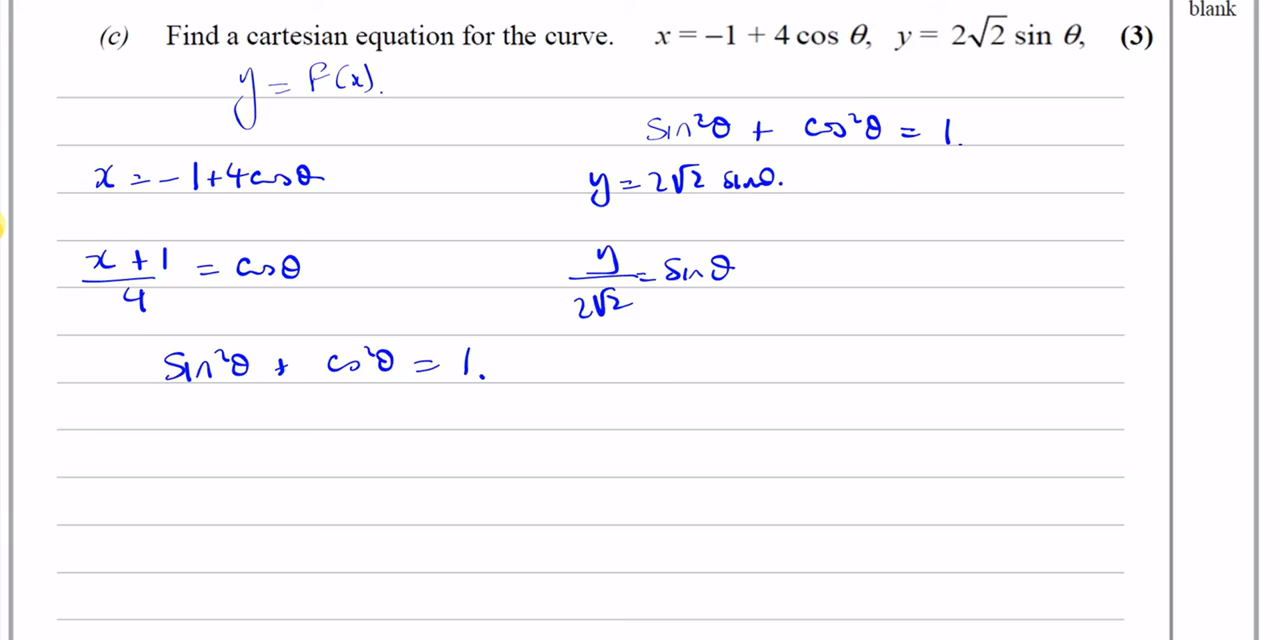 blank
(c) Find a cartesian equation for the curve. x = −1 + 4 cos θ, y = 2√2 sin θ, (3)
y = f(x).
sin²θ + cos²θ = 1.
x = -1+4cosθ y = 2√2 sinθ.
x + 1 / 4 = cosθ y / 2√2 = sinθ
sin²θ + cos²θ = 1.